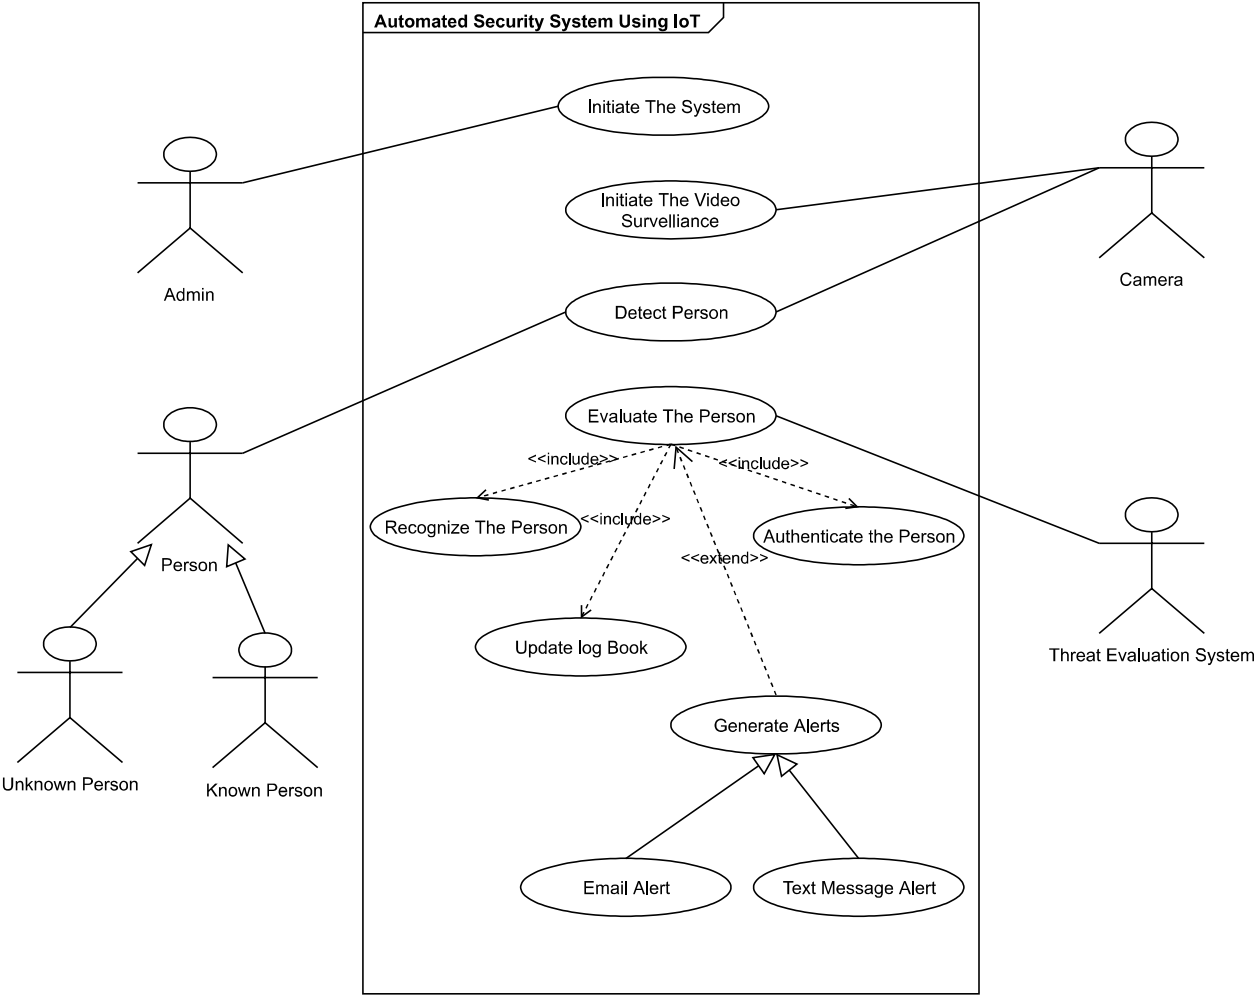 Automated Security System Using IoT
Initiate The System
Admin
Initiate The Video
Survelliance
Camera
Detect Person
Evaluate The Person
<<include>>
<<include>>
Recognize The Person
<<include>>
Authenticate the Person
<<extend>>
Person
Update log Book
Threat Evaluation System
Generate Alerts
Unknown Person
Known Person
Email Alert
Text Message Alert